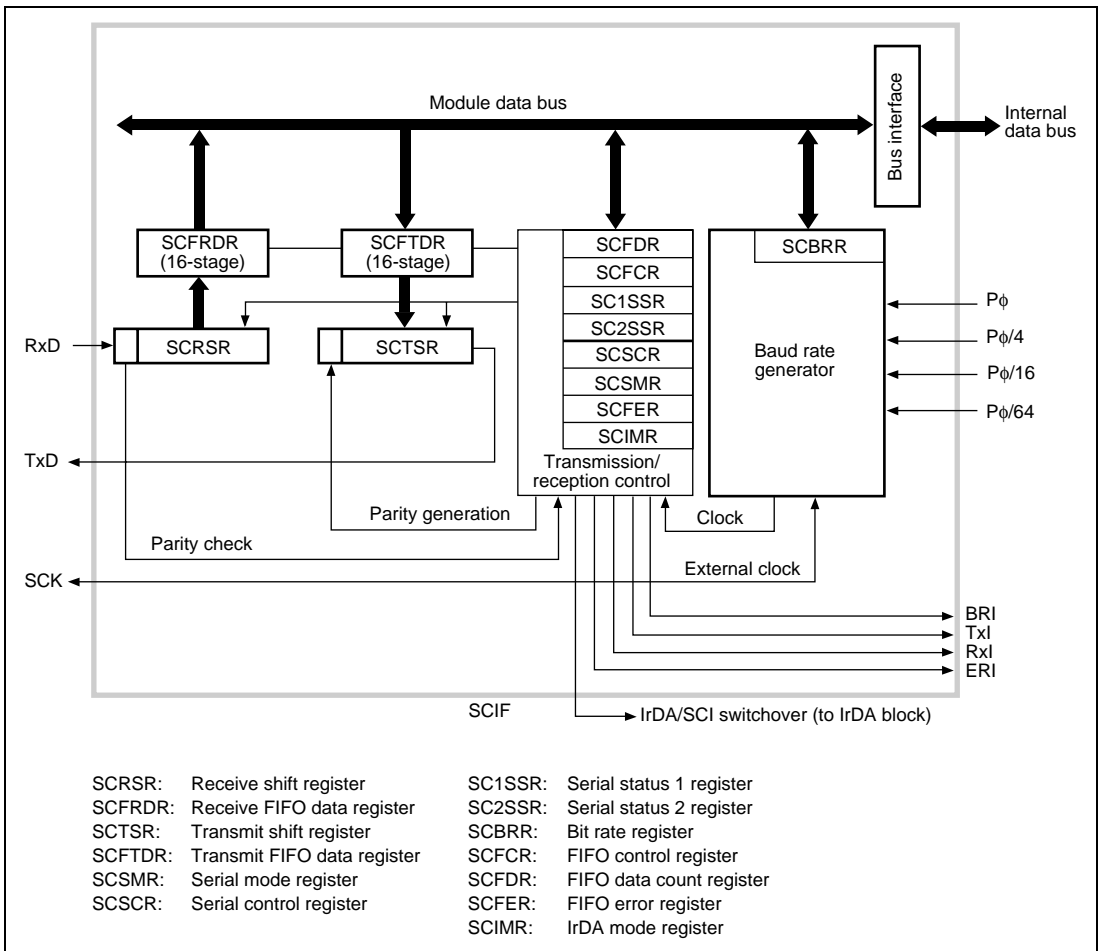 Module data bus
Bus interface
Internal
data bus
SCFRDR
(16-stage)
SCFTDR
(16-stage)
SCFDR
SCFCR
SC1SSR
SC2SSR
SCSCR
SCSMR
SCFER
SCIMR
Transmission/
reception control
SCBRR
Baud rate
generator
Pϕ
Pϕ/4
Pϕ/16
Pϕ/64
RxD
SCRSR
SCTSR
TxD
Parity generation
Parity check
Clock
SCK
External clock
BRI
TxI
RxI
ERI
SCIF
IrDA/SCI switchover (to IrDA block)
SCRSR: Receive shift register
SCFRDR: Receive FIFO data register
SCTSR: Transmit shift register
SCFTDR: Transmit FIFO data register
SCSMR: Serial mode register
SCSCR: Serial control register
SC1SSR: Serial status 1 register
SC2SSR: Serial status 2 register
SCBRR: Bit rate register
SCFCR: FIFO control register
SCFDR: FIFO data count register
SCFER: FIFO error register
SCIMR: IrDA mode register